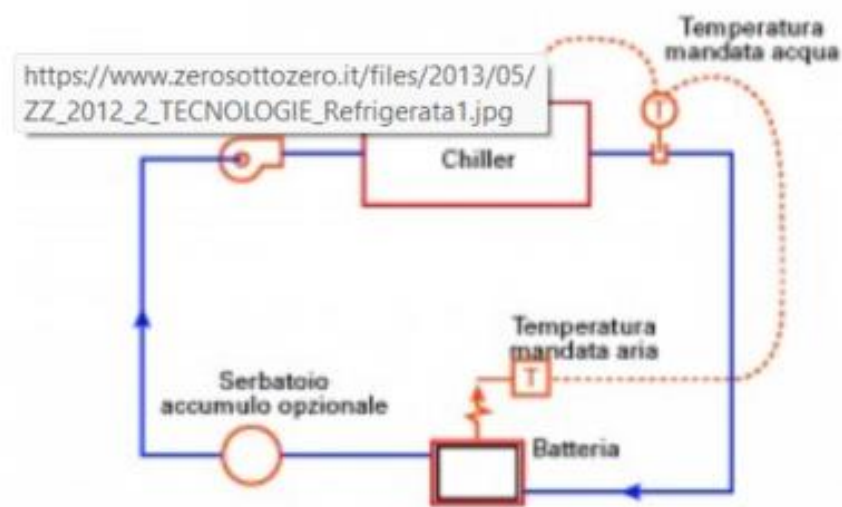 Temperatura
mandata acqua
https://www.zerosottozero.it/files/2013/05/
ZZ_2012_2_TECNOLOGIE_Refrigerata1.jpg
T
Chiller
Temperatura
mandata aria
T
Serbatoio
accumulo opzionale
Batteria